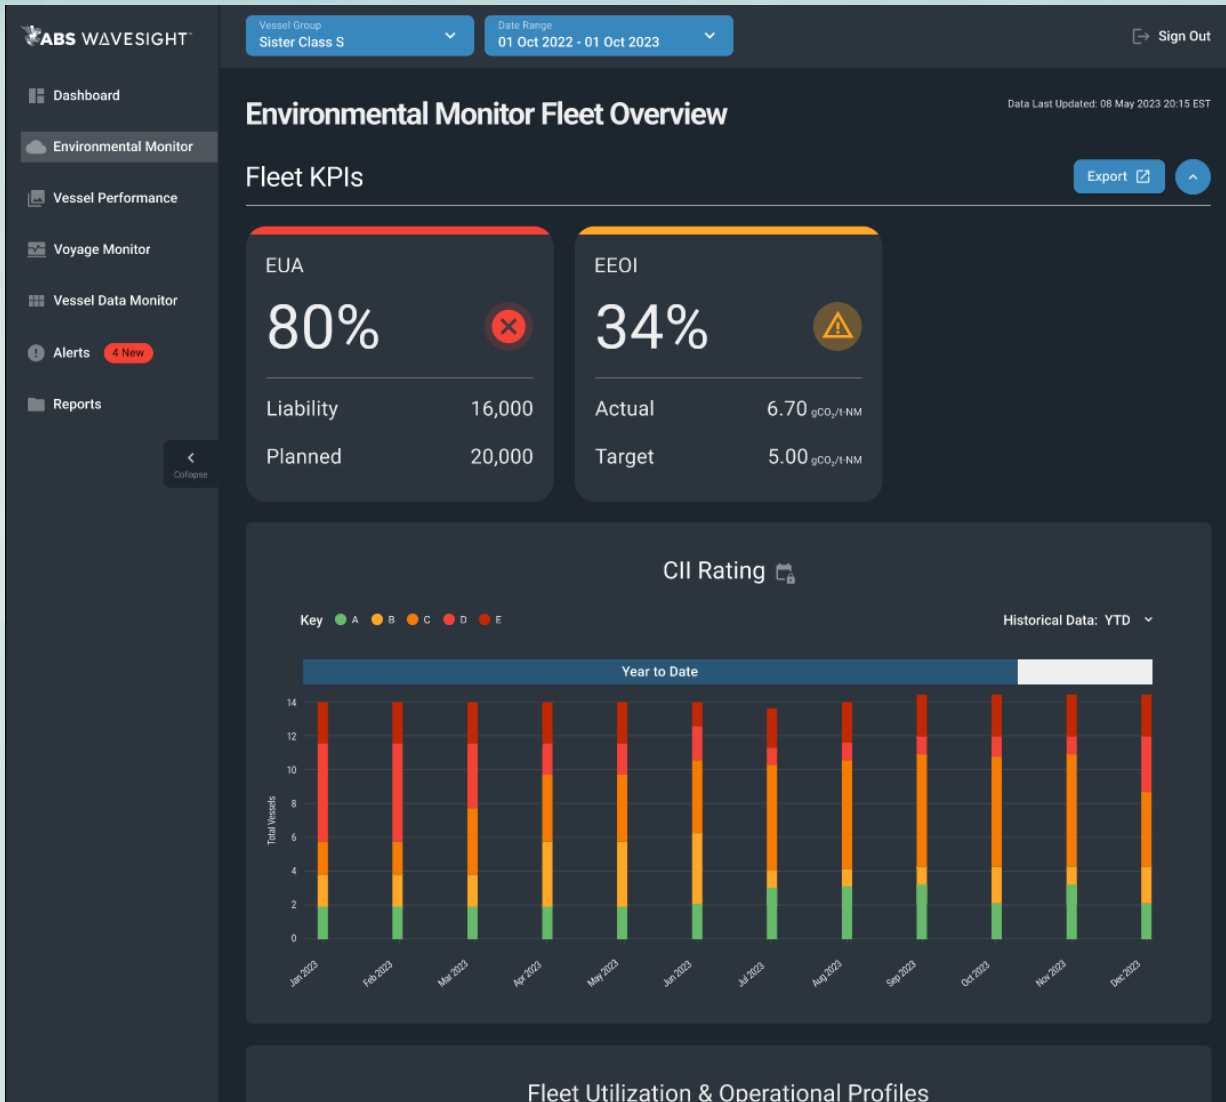 ABS WAVESIGHT™
Vessel Group
Sister Class S
Date Range
01 Oct 2022 - 01 Oct 2023
Sign Out
Dashboard
Environmental Monitor
Vessel Performance
Voyage Monitor
Vessel Data Monitor
Alerts 4 New
Reports
Collapse
Environmental Monitor Fleet Overview
Data Last Updated: 08 May 2023 20:15 EST
Fleet KPIs
Export
EUA
80%
Liability 16,000
Planned 20,000
EEOI
34%
Actual 6.70 gCO₂/t·NM
Target 5.00 gCO₂/t·NM
CII Rating
Key A B C D E
Historical Data: YTD
Year to Date
Total Vessels
14
12
10
8
6
4
2
0
Jan 2023 Feb 2023 Mar 2023 Apr 2023 May 2023 Jun 2023 Jul 2023 Aug 2023 Sep 2023 Oct 2023 Nov 2023 Dec 2023
Fleet Utilization & Operational Profiles